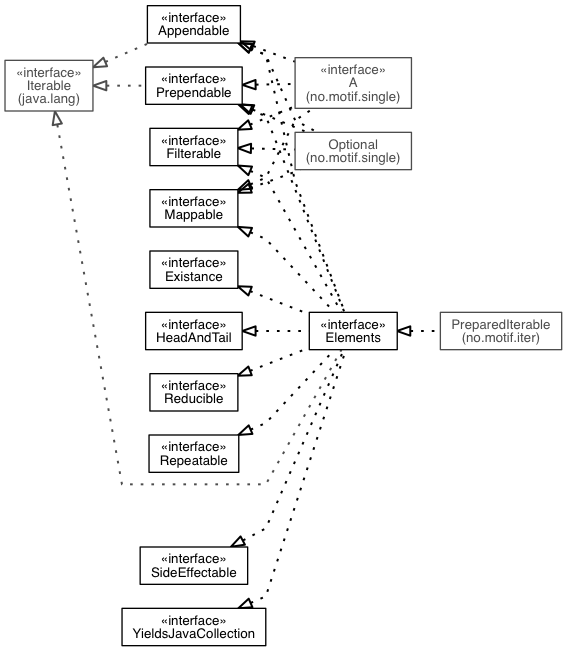 «interface»
Appendable
«interface»
Iterable
(java.lang)
«interface»
Prependable
«interface»
A
(no.motif.single)
«interface»
Filterable
Optional
(no.motif.single)
«interface»
Mappable
«interface»
Existance
«interface»
HeadAndTail
«interface»
Elements
PreparedIterable
(no.motif.iter)
«interface»
Reducible
«interface»
Repeatable
«interface»
SideEffectable
«interface»
YieldsJavaCollection